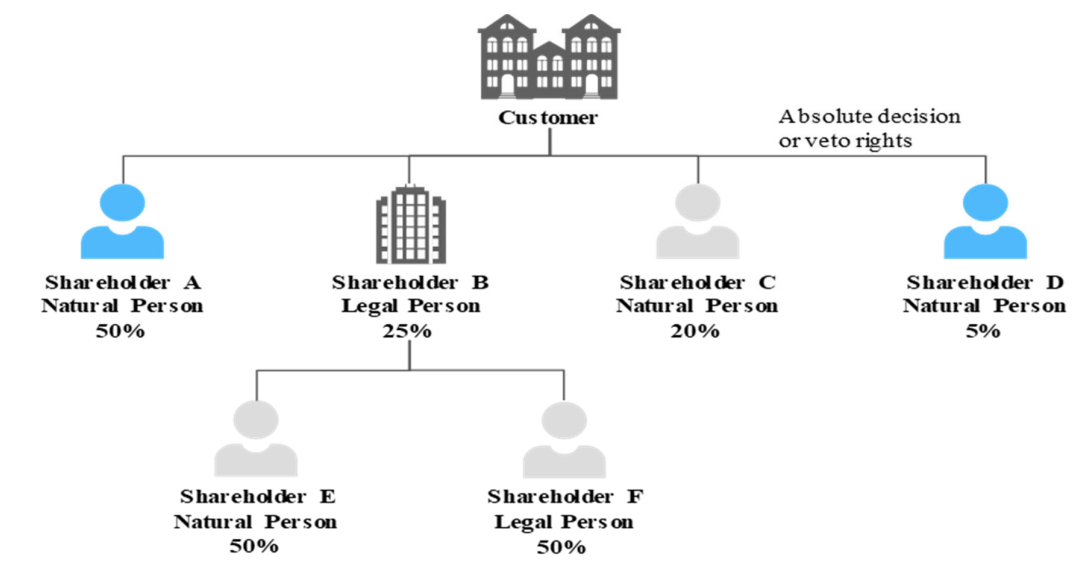 Customer
Absolute decision
or veto rights
Shareholder A
Natural Person
50%
Shareholder B
Legal Person
25%
Shareholder C
Natural Person
20%
Shareholder D
Natural Person
5%
Shareholder E
Natural Person
50%
Shareholder F
Legal Person
50%